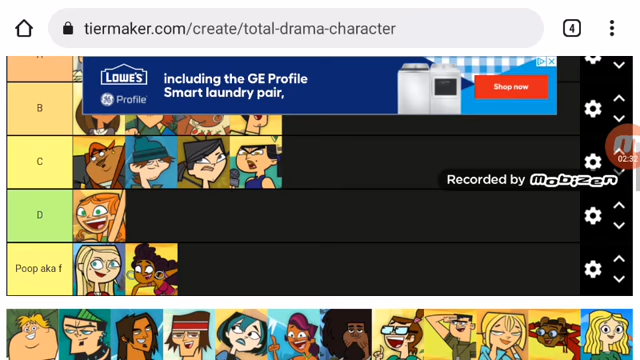 tiermaker.com/create/total-drama-character
4
A
LOWE'S
GE Profile
including the GE Profile
Smart laundry pair,
Shop now
B
C
02:32
Recorded by mobizen
D
Poop aka f